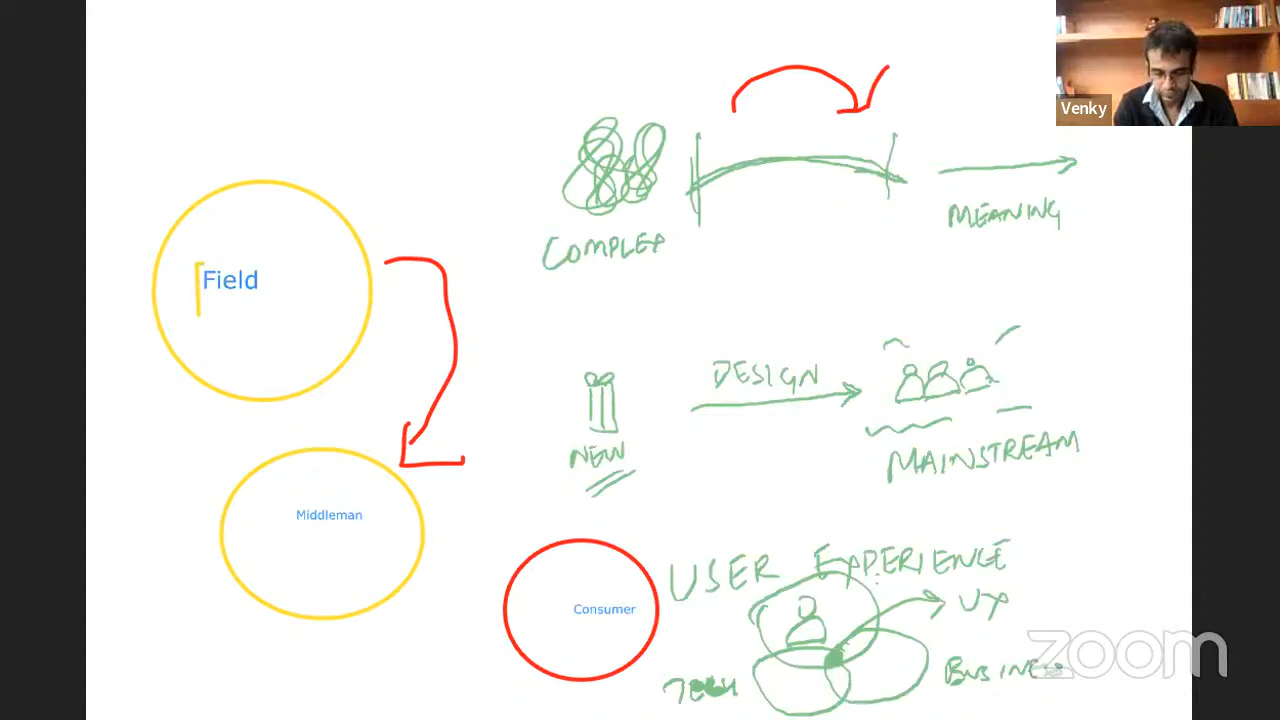 Venky
COMPLEX
MEANING
Field
DESIGN
NEW
MAINSTREAM
Middleman
USER EXPERIENCE
Consumer
UX
TECH
BUSINESS
zoom